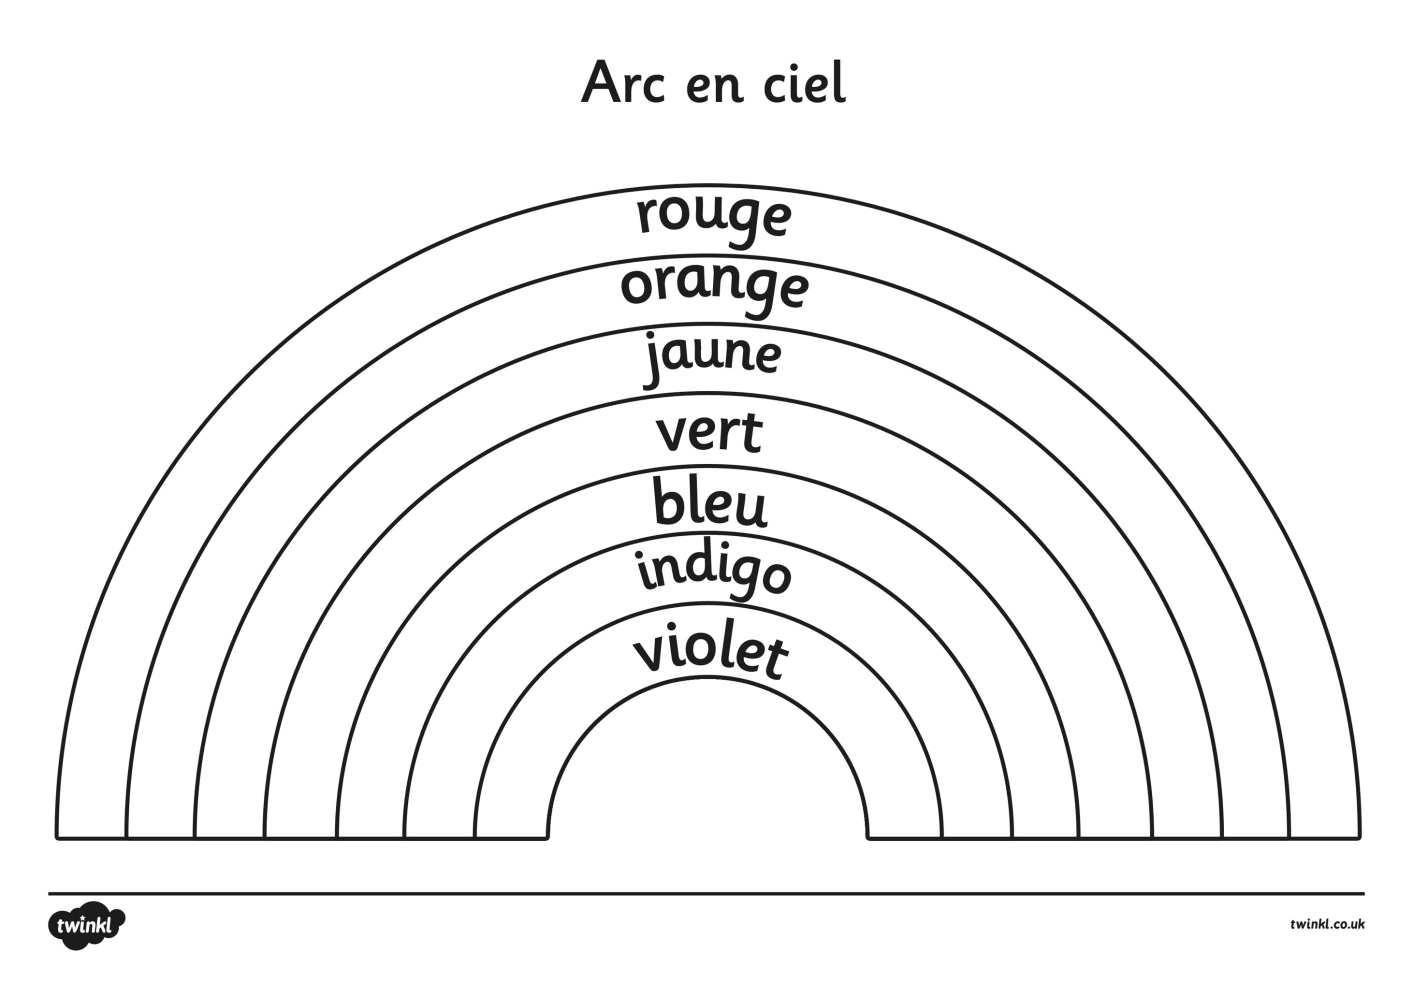 Arc en ciel
rouge
orange
jaune
vert
bleu
indigo
violet
twinkl
twinkl.co.uk